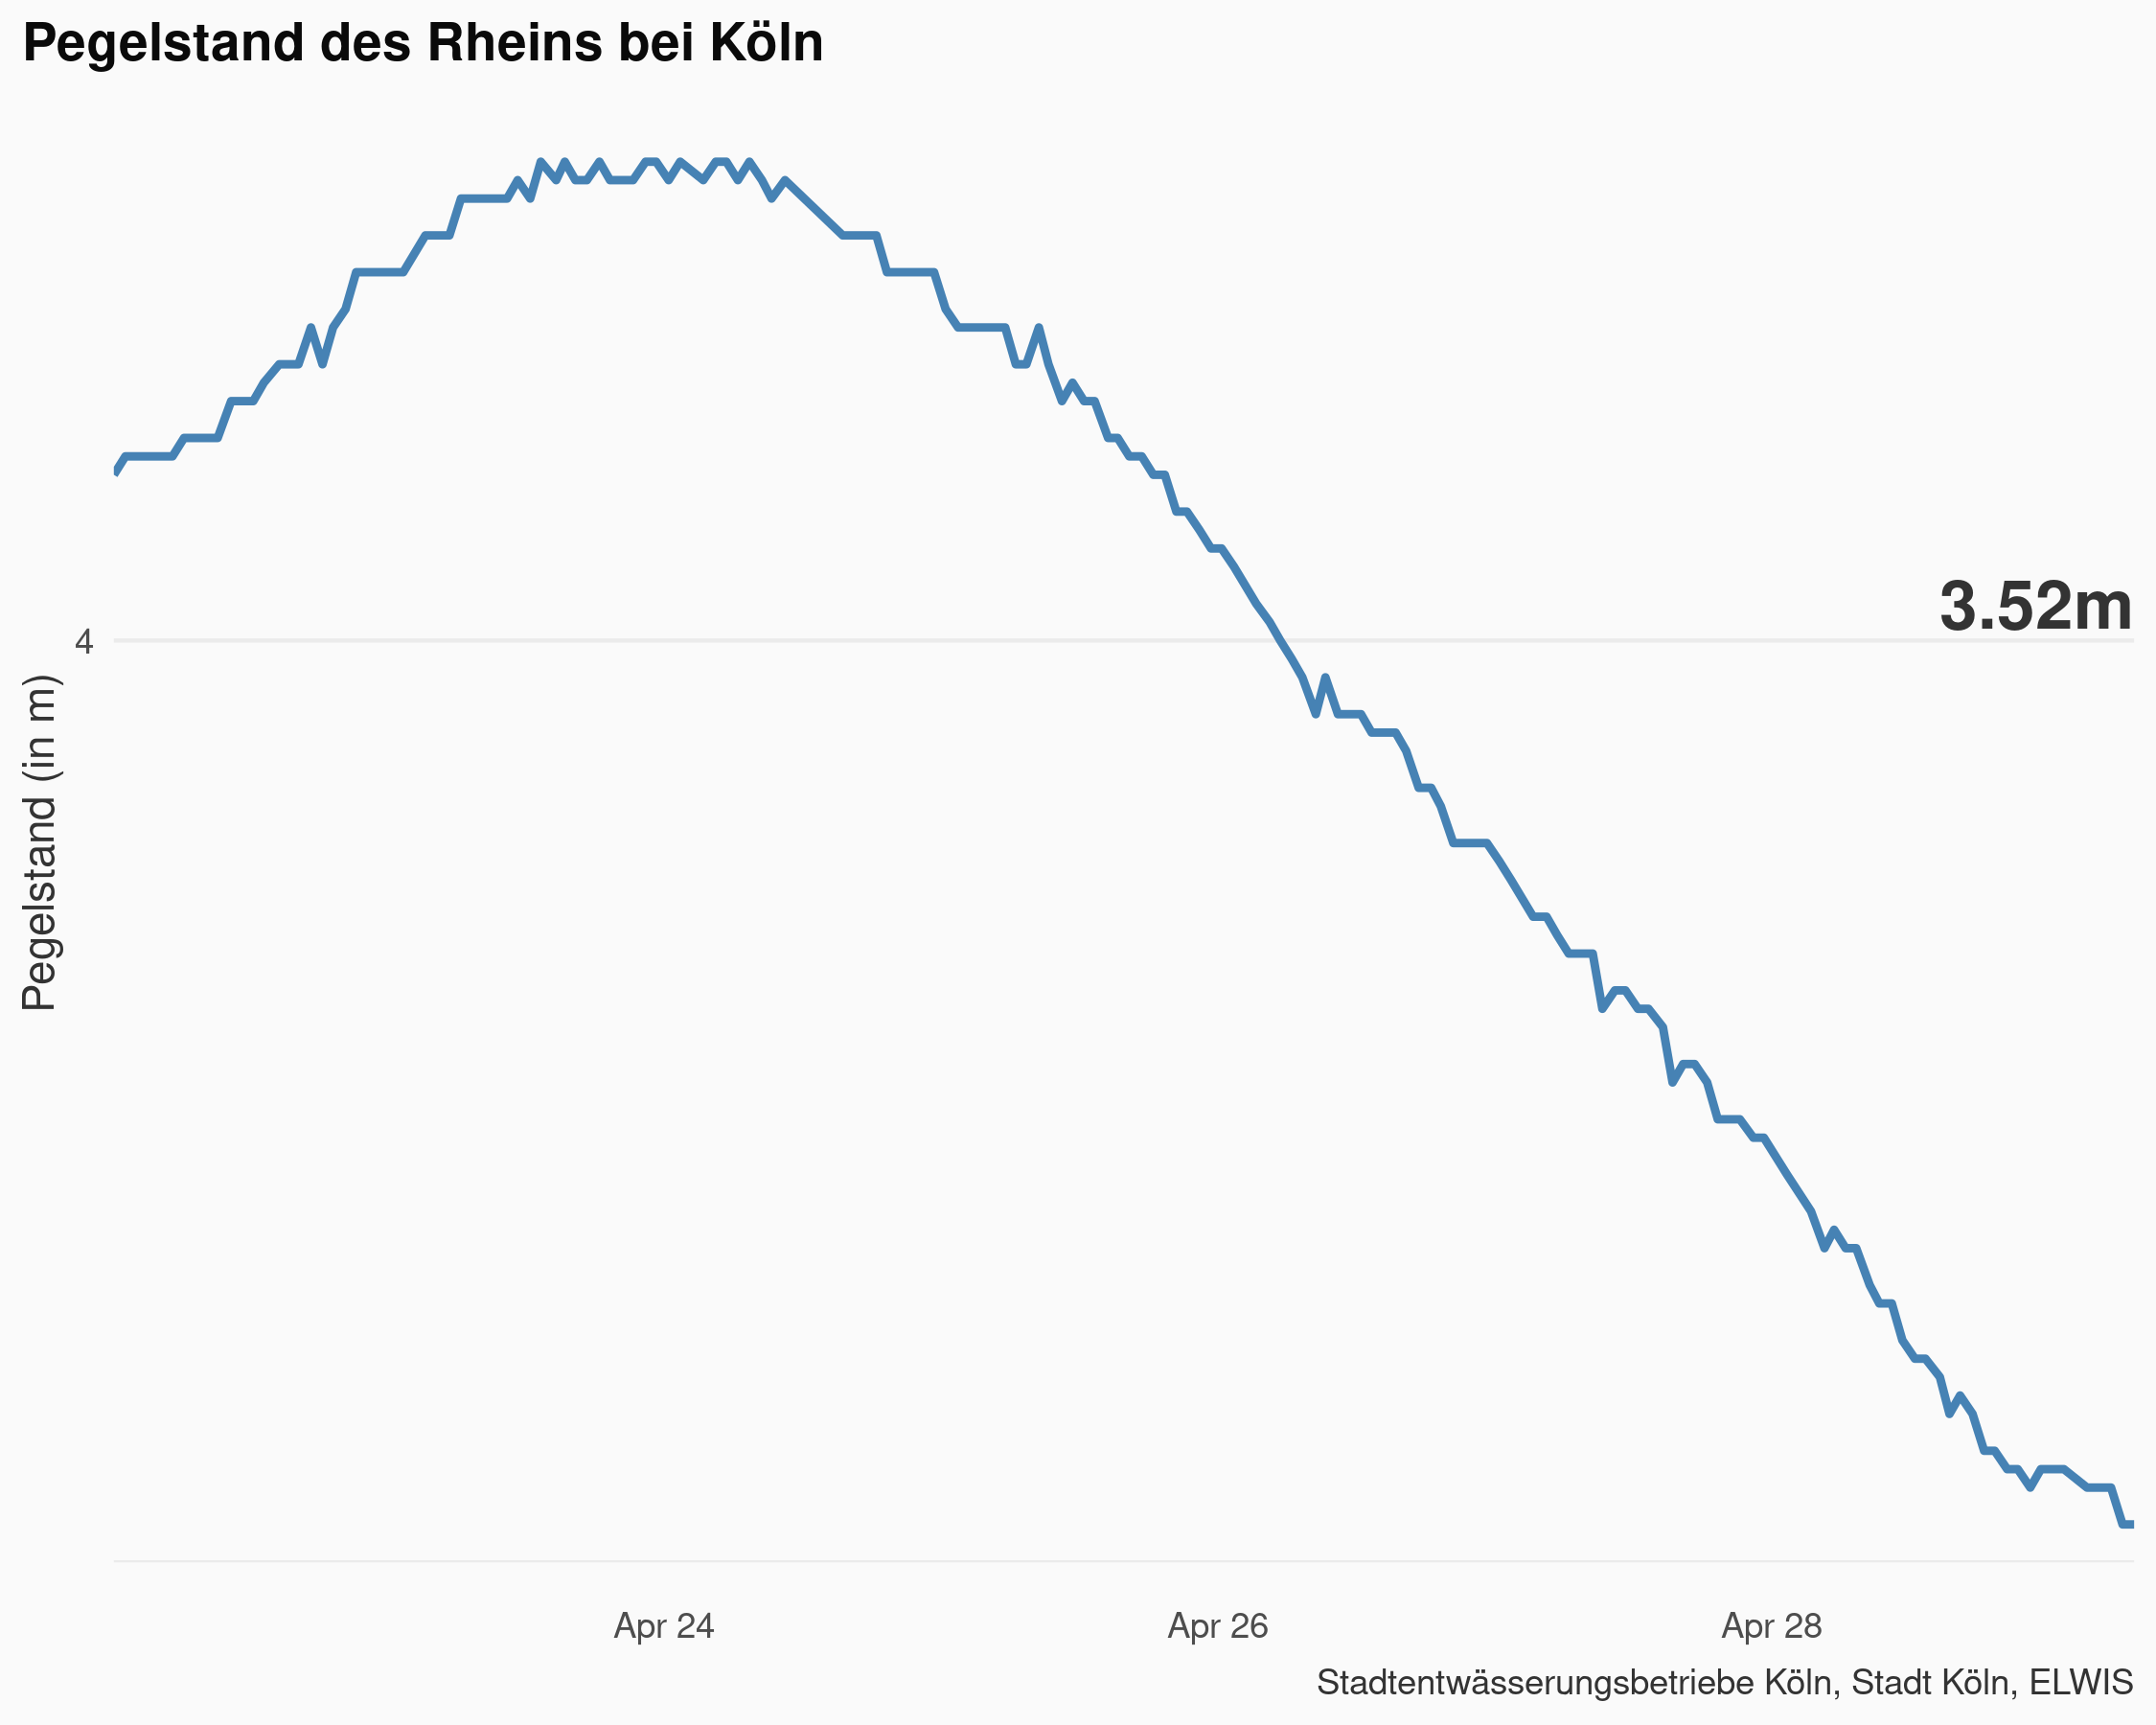 Pegelstand des Rheins bei Köln
3.52m
4
Pegelstand (in m)
Apr 24
Apr 26
Apr 28
Stadtentwässerungsbetriebe Köln, Stadt Köln, ELWIS